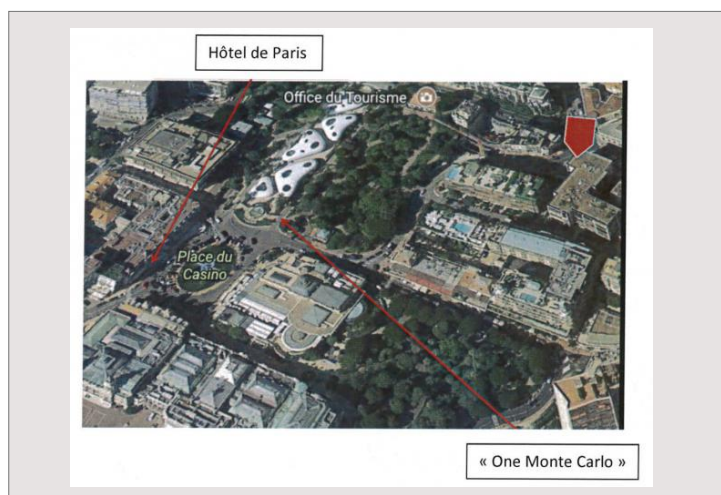 Hôtel de Paris
Office du Tourisme
Place du
Casino
« One Monte Carlo »